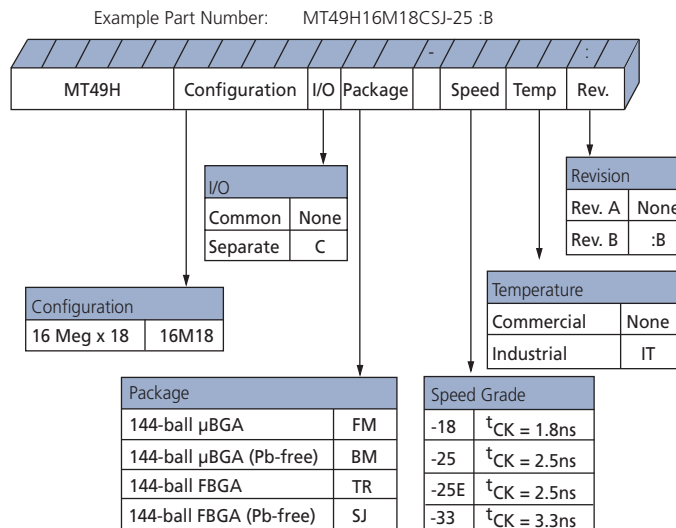 Example Part Number: MT49H16M18CSJ-25 :B
- :
MT49H Configuration I/O Package Speed Temp Rev.
I/O
Common None
Separate C
Revision
Rev. A None
Rev. B :B
Configuration
16 Meg x 18 16M18
Temperature
Commercial None
Industrial IT
Package
144-ball µBGA FM
144-ball µBGA (Pb-free) BM
144-ball FBGA TR
144-ball FBGA (Pb-free) SJ
Speed Grade
-18 tCK = 1.8ns
-25 tCK = 2.5ns
-25E tCK = 2.5ns
-33 tCK = 3.3ns